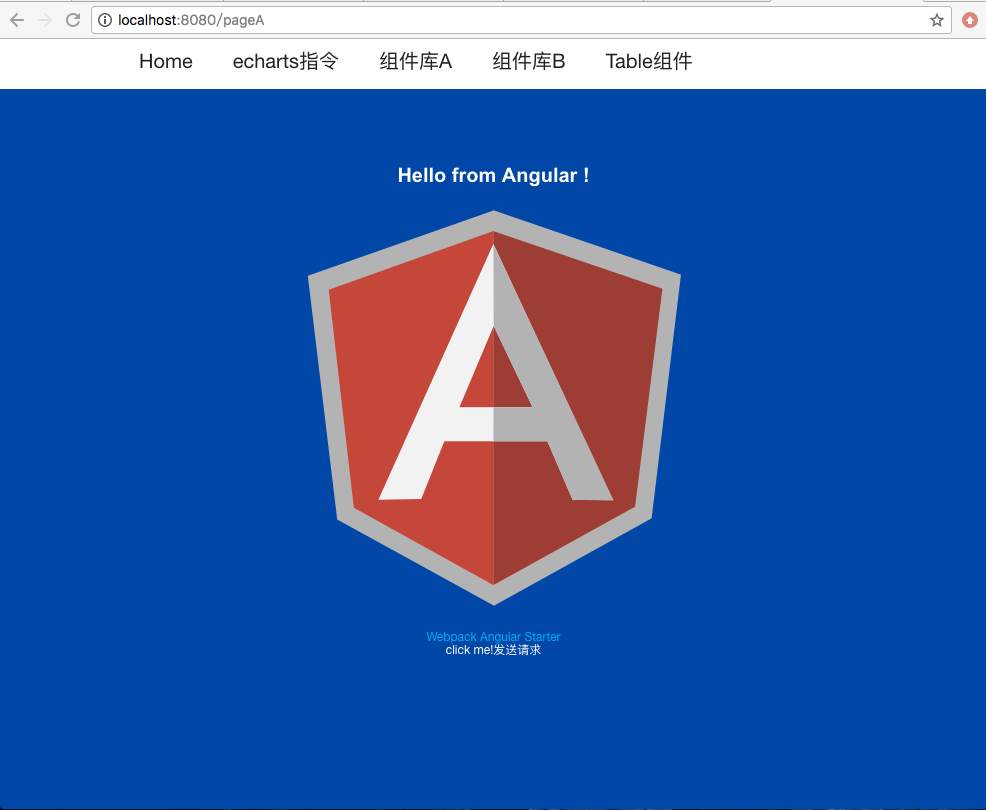 localhost:8080/pageA
Home echarts指令 组件库A 组件库B Table组件
Hello from Angular !
A
Webpack Angular Starter
click me!发送请求